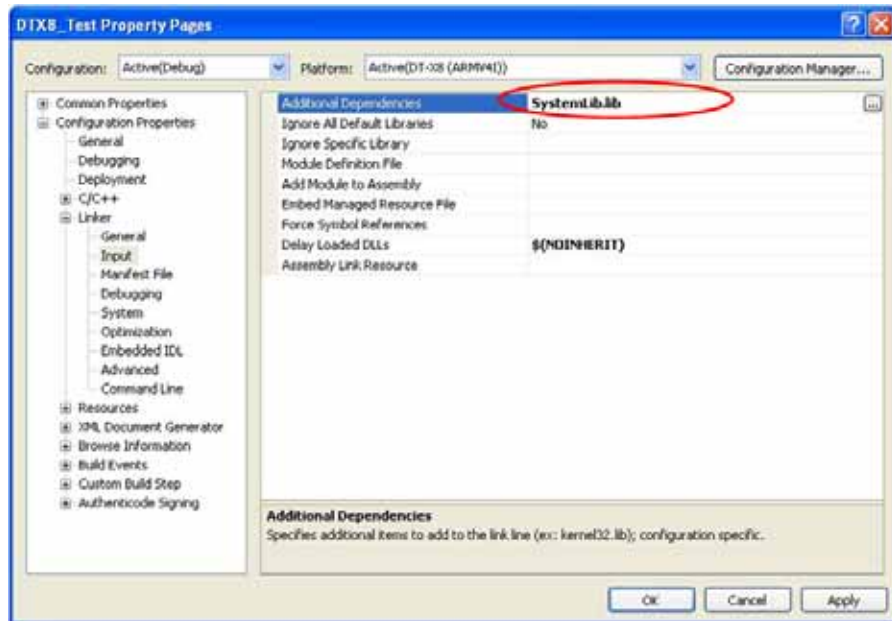 DTX8_Test Property Pages
Configuration: Active(Debug) Platform: Active(DT-X8 (ARMV4I)) Configuration Manager...
Common Properties
Configuration Properties
General
Debugging
Deployment
C/C++
Linker
General
Input
Manifest File
Debugging
System
Optimization
Embedded IDL
Advanced
Command Line
Resources
XML Document Generator
Browse Information
Build Events
Custom Build Step
Authenticode Signing
Additional Dependencies SystemLib.lib ...
Ignore All Default Libraries No
Ignore Specific Library
Module Definition File
Add Module to Assembly
Embed Managed Resource File
Force Symbol References
Delay Loaded DLLs $(NOINHERIT)
Assembly Link Resource
Additional Dependencies
Specifies additional items to add to the link line (ex: kernel32.lib); configuration specific.
OK Cancel Apply